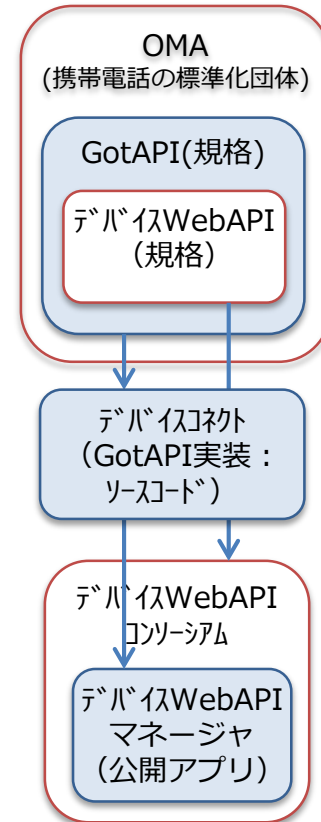 OMA
(携帯電話の標準化団体)
GotAPI(規格)
ﾃﾞﾊﾞｲｽWebAPI
（規格）
ﾃﾞﾊﾞｲｽｺﾈｸﾄ
（GotAPI実装：
ｿｰｽｺｰﾄﾞ）
ﾃﾞﾊﾞｲｽWebAPI
ｺﾝｿｰｼｱﾑ
ﾃﾞﾊﾞｲｽWebAPI
マネージャ
（公開アプリ）